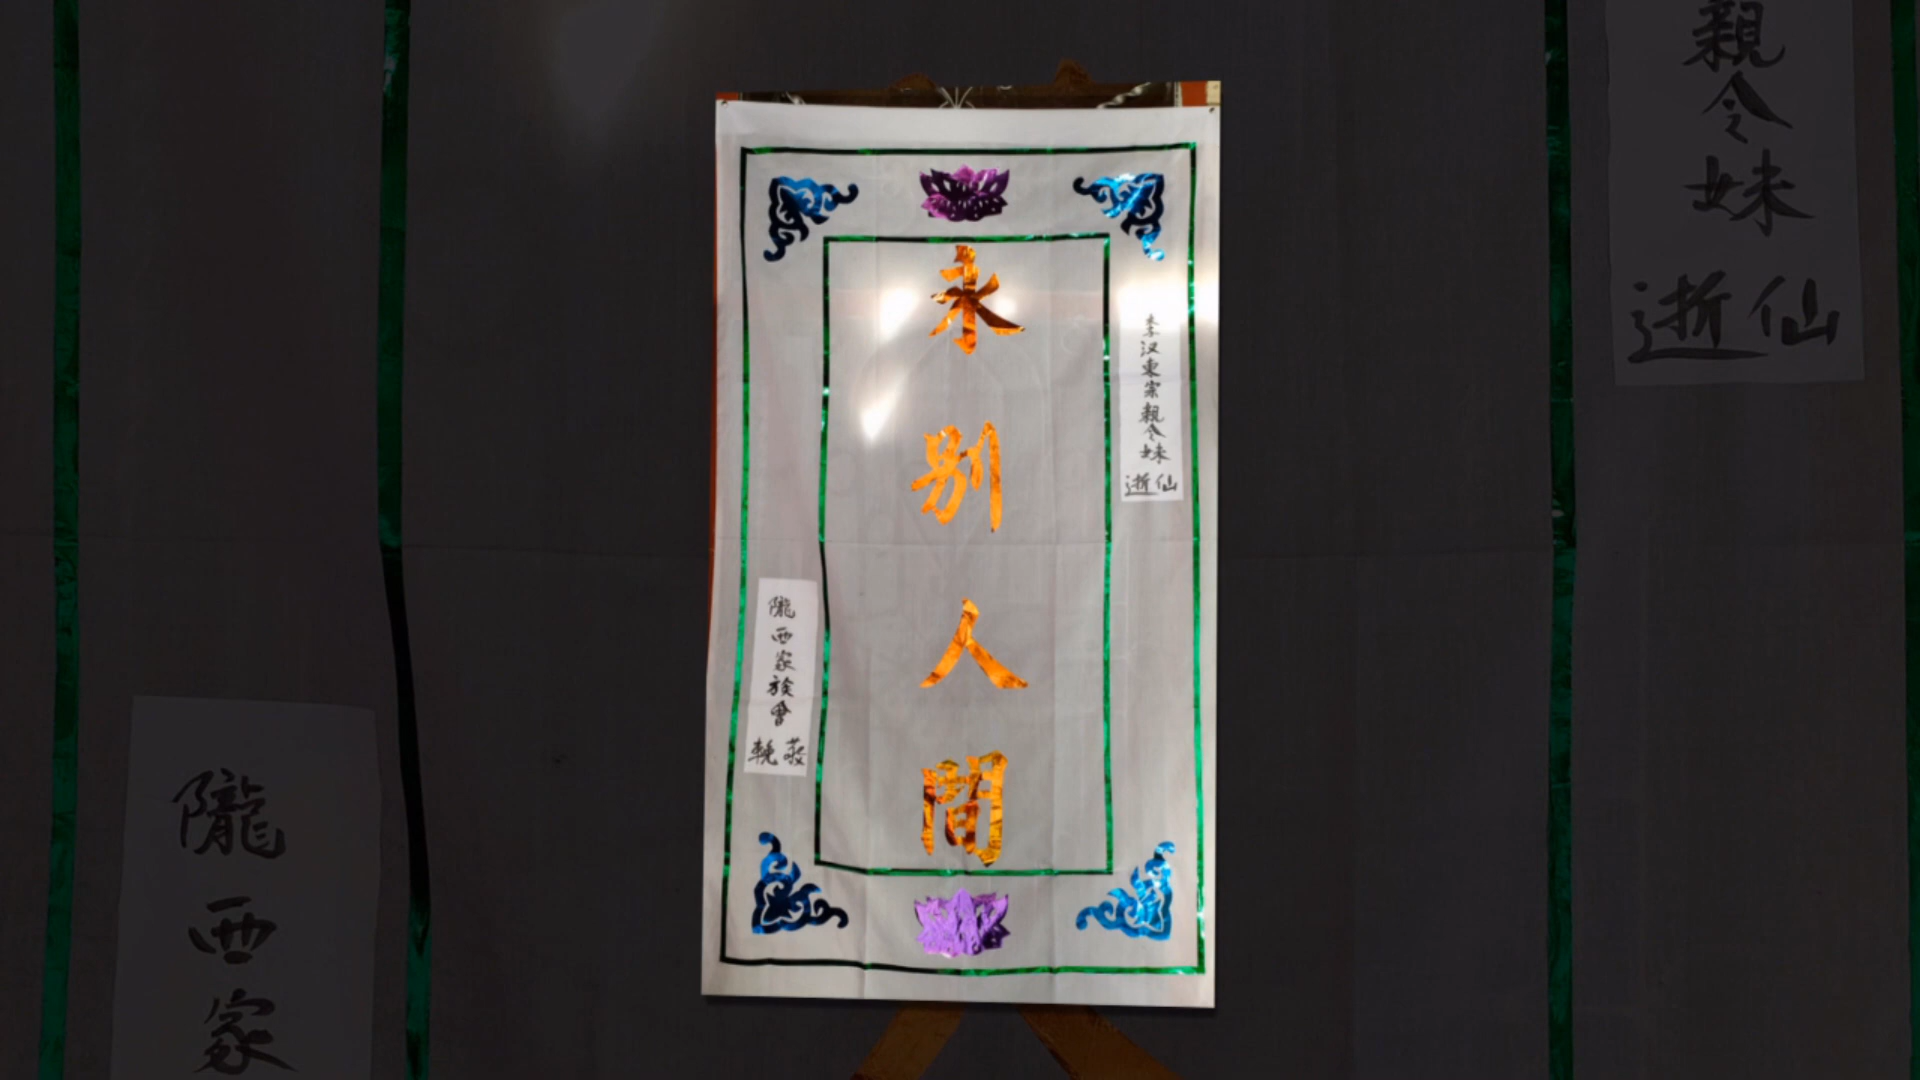 永別人間
李汉東宗親令妹
仙逝
隴西家族會
敬輓
親令妹
仙逝
隴西家